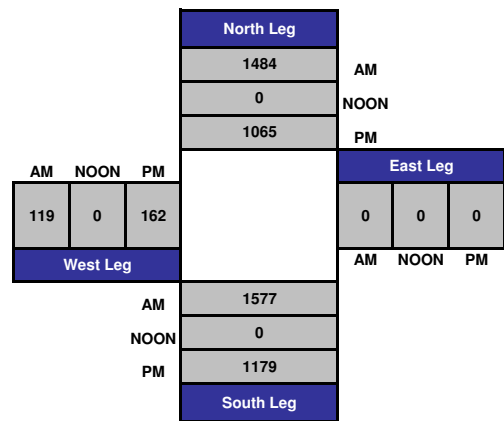 North Leg
1484 AM
0 NOON
1065 PM
AM NOON PM
East Leg
119 0 162
0 0 0
West Leg
AM NOON PM
AM 1577
NOON 0
PM 1179
South Leg